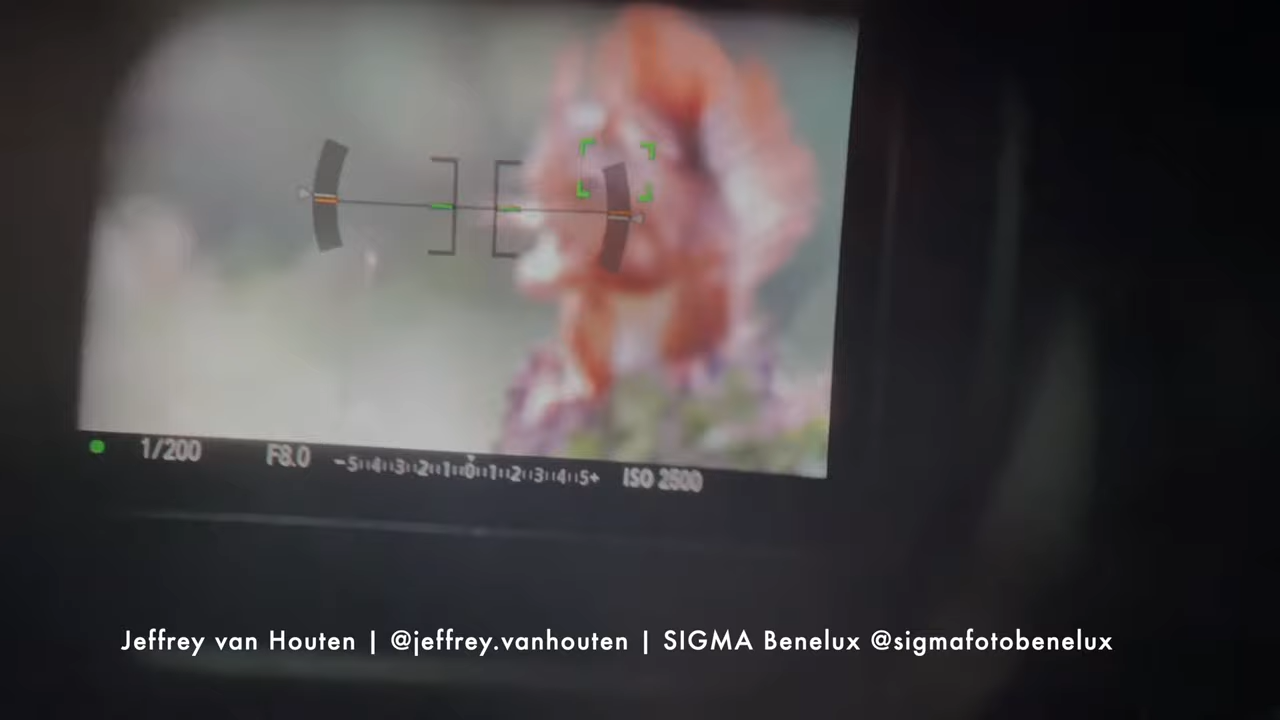 1/200 F8.0 -5 4 3 2 1 0 1 2 3 4 5+ ISO 2500
Jeffrey van Houten | @jeffrey.vanhouten | SIGMA Benelux @sigmafotobenelux